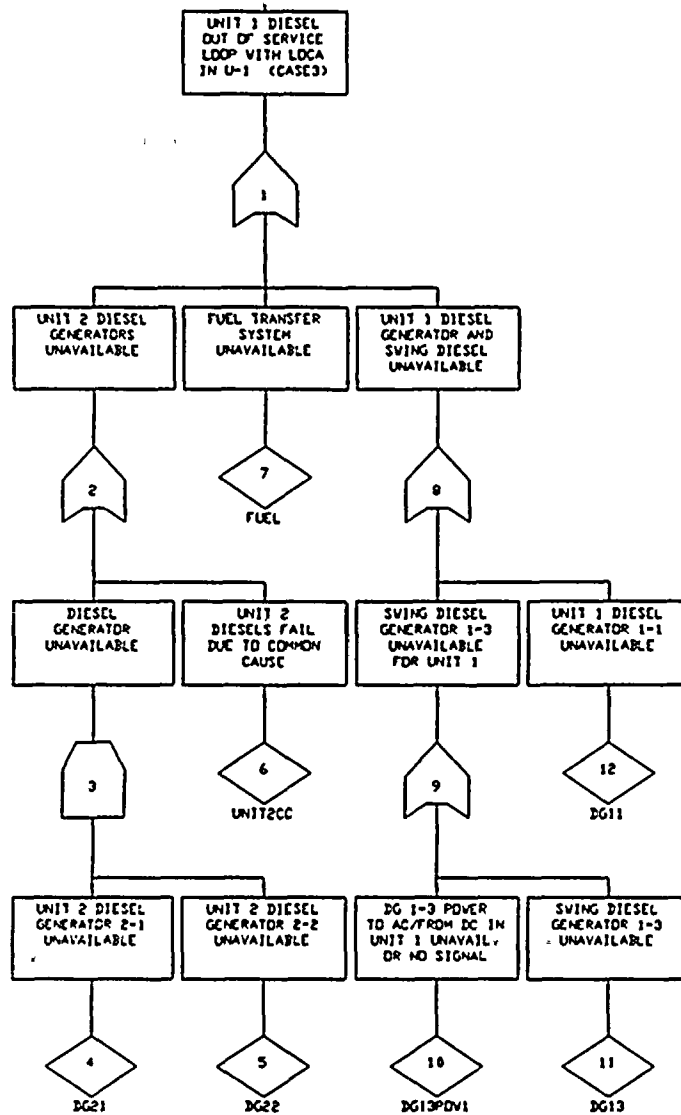 UNIT 1 DIESEL
OUT OF SERVICE
LOOP WITH LOCA
IN U-1 (CASE3)
1
UNIT 2 DIESEL
GENERATORS
UNAVAILABLE
FUEL TRANSFER
SYSTEM
UNAVAILABLE
UNIT 1 DIESEL
GENERATOR AND
SWING DIESEL
UNAVAILABLE
2
7
FUEL
8
DIESEL
GENERATOR
UNAVAILABLE
UNIT 2
DIESELS FAIL
DUE TO COMMON
CAUSE
SWING DIESEL
GENERATOR 1-3
UNAVAILABLE
FOR UNIT 1
UNIT 1 DIESEL
GENERATOR 1-1
UNAVAILABLE
3
6
UNIT2CC
9
12
DG11
UNIT 2 DIESEL
GENERATOR 2-1
UNAVAILABLE
UNIT 2 DIESEL
GENERATOR 2-2
UNAVAILABLE
DG 1-3 POWER
TO AC/FROM DC IN
UNIT 1 UNAVAIL.
OR NO SIGNAL
SWING DIESEL
GENERATOR 1-3
UNAVAILABLE
4
DG21
5
DG22
10
DG13POW1
11
DG13